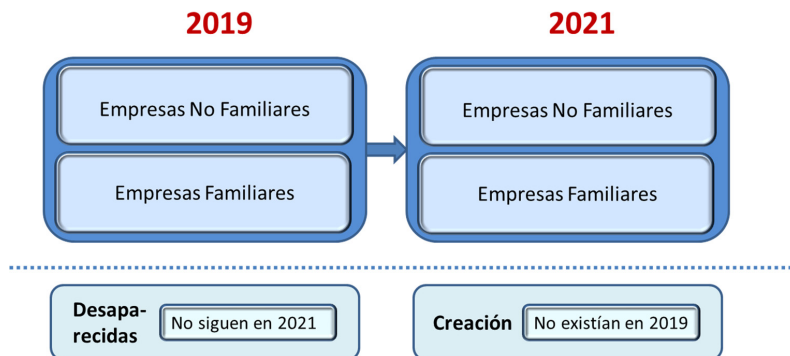 2019
2021
Empresas No Familiares
Empresas No Familiares
Empresas Familiares
Empresas Familiares
Desapa-
recidas
No siguen en 2021
Creación
No existían en 2019